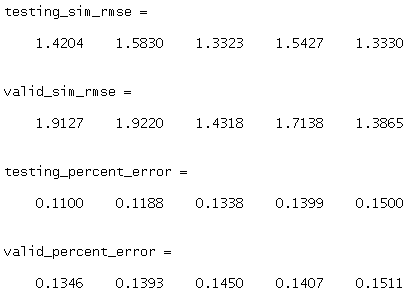 testing_sim_rmse =
1.4204 1.5830 1.3323 1.5427 1.3330
valid_sim_rmse =
1.9127 1.9220 1.4318 1.7138 1.3865
testing_percent_error =
0.1100 0.1188 0.1338 0.1399 0.1500
valid_percent_error =
0.1346 0.1393 0.1450 0.1407 0.1511